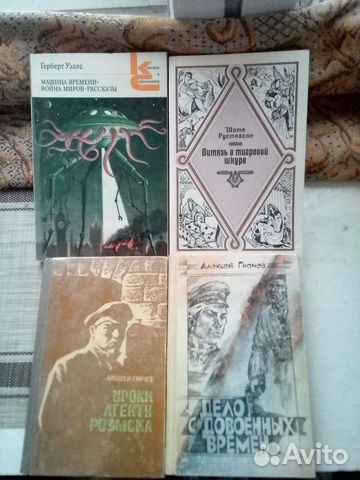 Герберт Уэллс
МАШИНА ВРЕМЕНИ •
ВОЙНА МИРОВ • РАССКАЗЫ
К
С
Шота
Руставели
Витязь в тигровой
шкуре
АЛЕКСЕЙ ГРАЧЕВ
УРОКИ
АГЕНТУ
РОЗЫСКА
Алексей Грачев
ДЕЛО
С ДОВОЕННЫХ
ВРЕМЕН
Avito